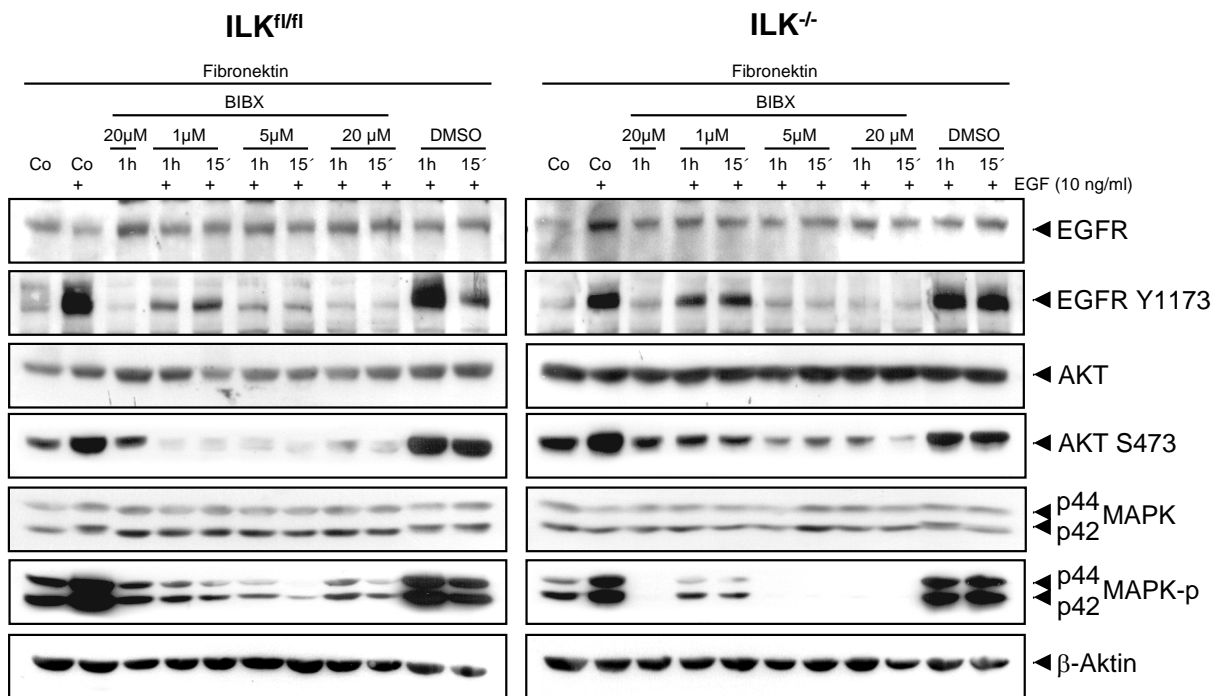 ILKfl/fl
ILK-/-
Fibronektin
Fibronektin
BIBX
BIBX
20µM 1µM 5µM 20 µM DMSO
20µM 1µM 5µM 20 µM DMSO
Co Co 1h 1h 15´ 1h 15´ 1h 15´ 1h 15´
Co Co 1h 1h 15´ 1h 15´ 1h 15´ 1h 15´
+ + + + + + + + +
+ + + + + + + + + EGF (10 ng/ml)
EGFR
EGFR Y1173
AKT
AKT S473
p44
MAPK
p42
p44
MAPK-p
p42
β-Aktin